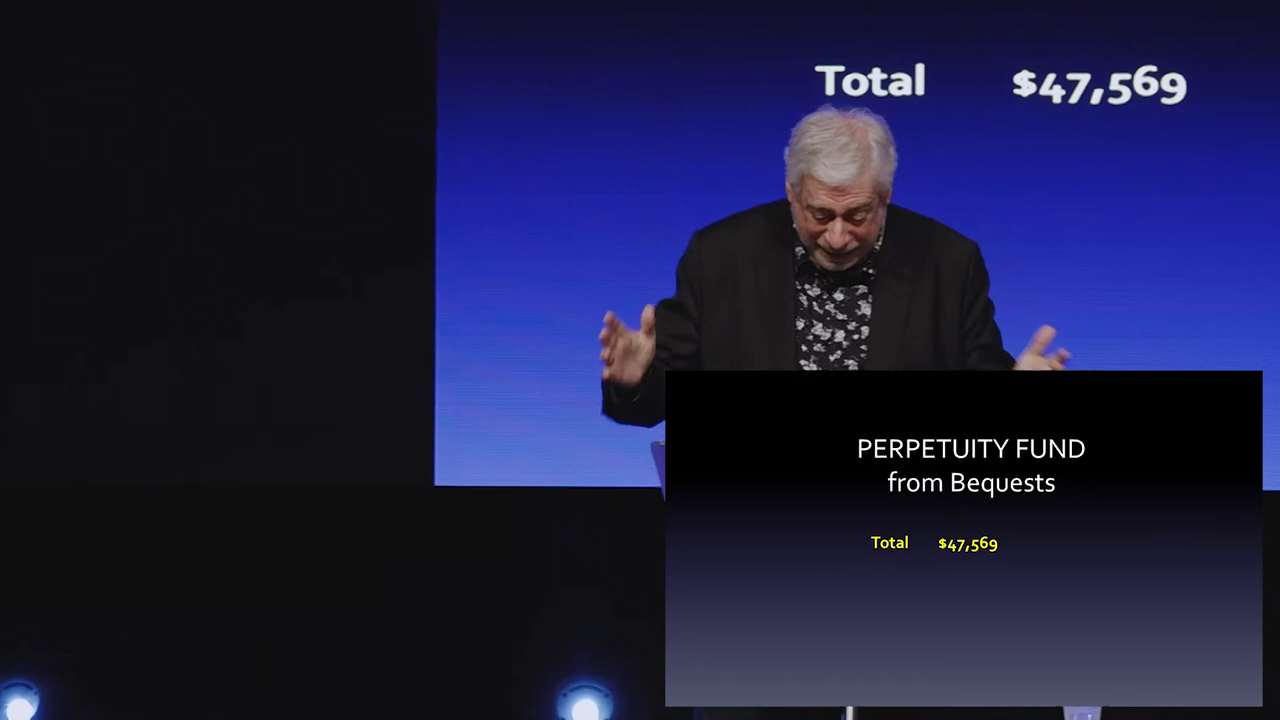 Total $47,569
PERPETUITY FUND
from Bequests
Total $47,569